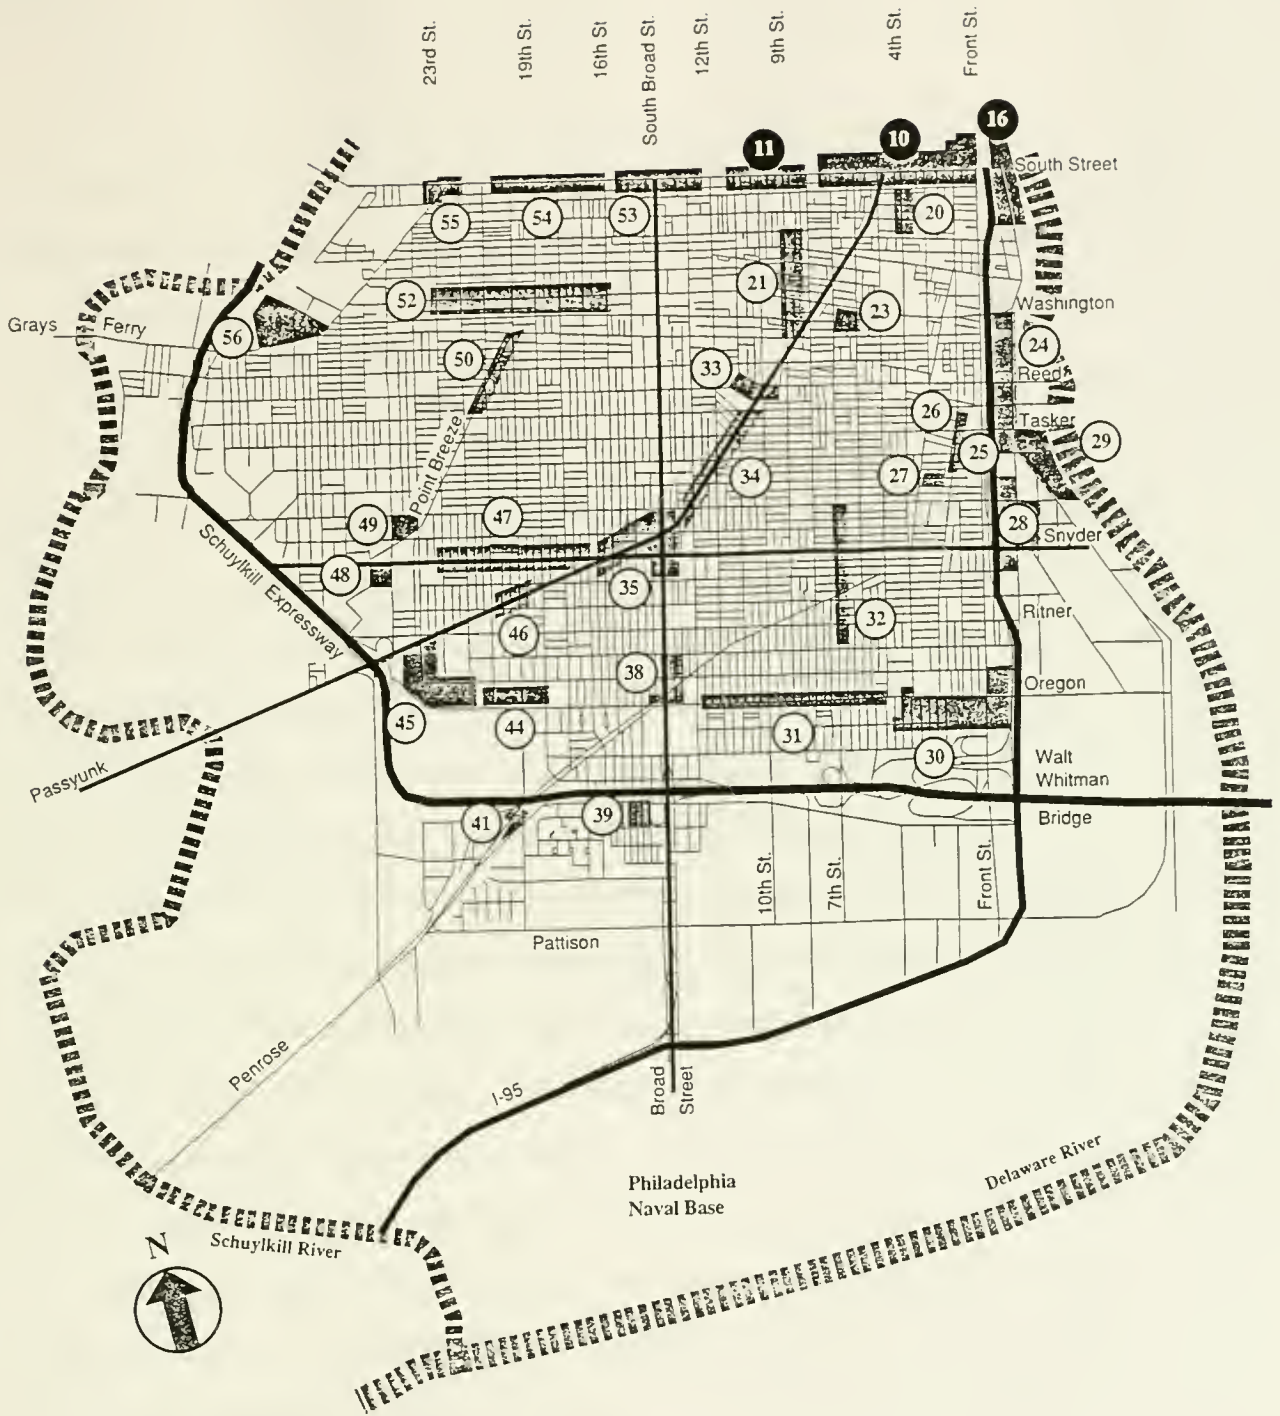 23rd St.
19th St.
16th St
South Broad St.
12th St.
9th St.
4th St.
Front St.
16
11
10
South Street
55
54
53
20
52
21
Washington
23
Grays Ferry
56
50
24
33
Reed
26
Tasker
29
25
Point Breeze
34
27
49
47
28
Snyder
Schuylkill Expressway
48
35
32
Ritner
46
38
Oregon
45
44
31
30
Walt
Whitman
Bridge
Passyunk
41
39
10th St.
7th St.
Front St.
Pattison
Penrose
I-95
Broad
Street
Philadelphia
Naval Base
Delaware River
N
Schuylkill River